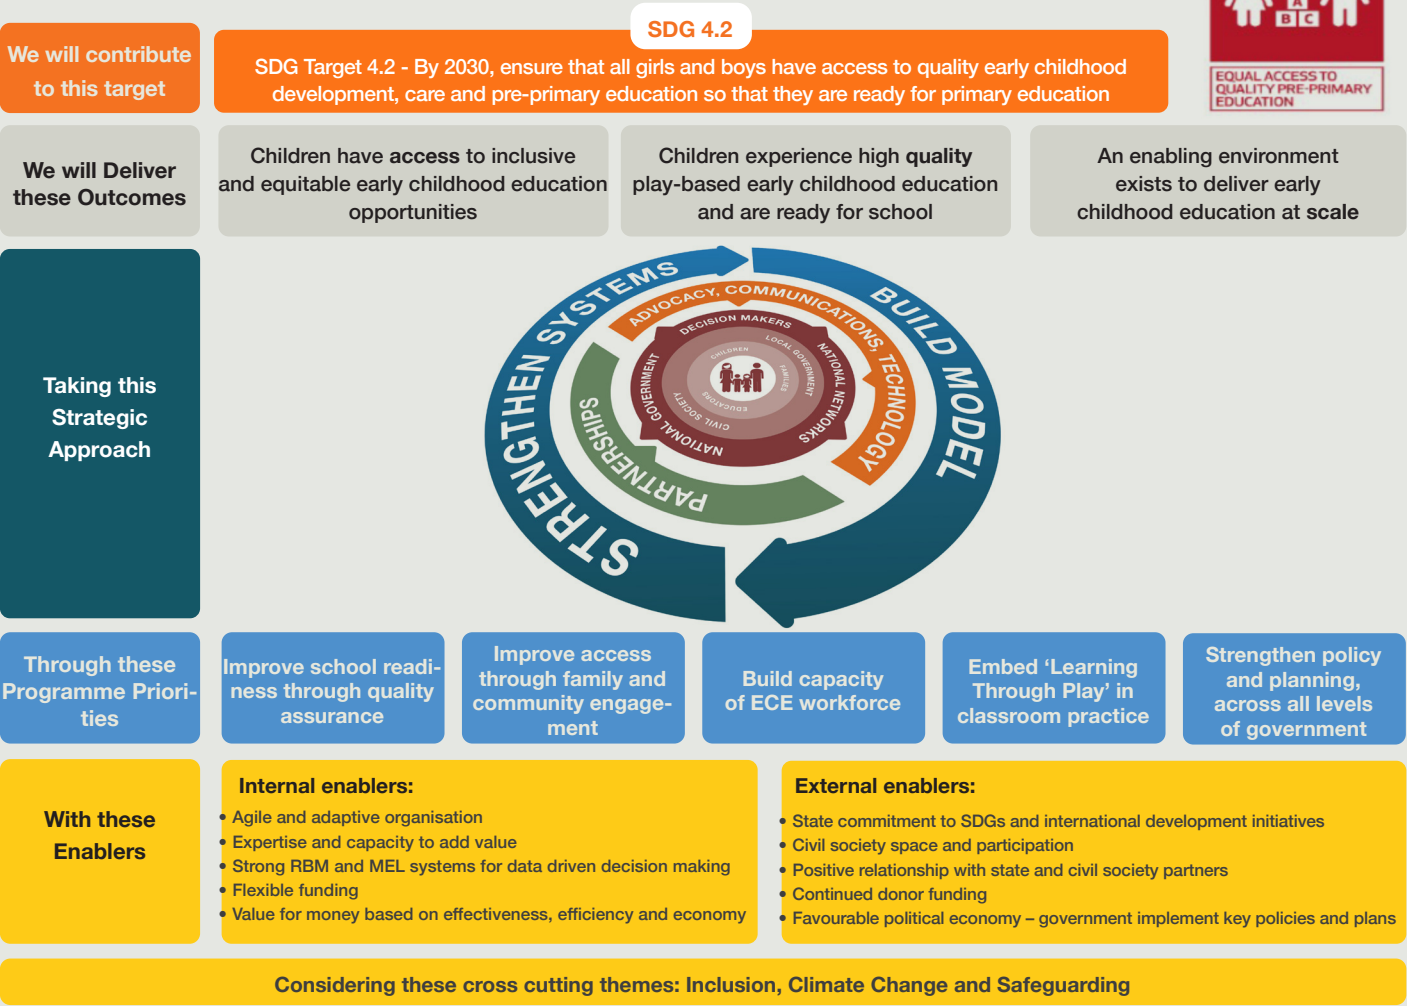 SDG 4.2
We will contribute
to this target
SDG Target 4.2 - By 2030, ensure that all girls and boys have access to quality early childhood
development, care and pre-primary education so that they are ready for primary education
A
B C
EQUAL ACCESS TO
QUALITY PRE-PRIMARY
EDUCATION
We will Deliver
these Outcomes
Children have access to inclusive
and equitable early childhood education
opportunities
Children experience high quality
play-based early childhood education
and are ready for school
An enabling environment
exists to deliver early
childhood education at scale
Taking this
Strategic
Approach
STRENGTHEN SYSTEMS
BUILD MODEL
ADVOCACY, COMMUNICATIONS, TECHNOLOGY
PARTNERSHIPS
DECISION MAKERS
NATIONAL NETWORKS
NATIONAL GOVERNMENT
LOCAL GOVERNMENT
CIVIL SOCIETY
CHILDREN
FAMILIES
EDUCATORS
Through these
Programme Priori-
ties
Improve school readi-
ness through quality
assurance
Improve access
through family and
community engage-
ment
Build capacity
of ECE workforce
Embed ‘Learning
Through Play’ in
classroom practice
Strengthen policy
and planning,
across all levels
of government
With these
Enablers
Internal enablers:
• Agile and adaptive organisation
• Expertise and capacity to add value
• Strong RBM and MEL systems for data driven decision making
• Flexible funding
• Value for money based on effectiveness, efficiency and economy
External enablers:
• State commitment to SDGs and international development initiatives
• Civil society space and participation
• Positive relationship with state and civil society partners
• Continued donor funding
• Favourable political economy – government implement key policies and plans
Considering these cross cutting themes: Inclusion, Climate Change and Safeguarding